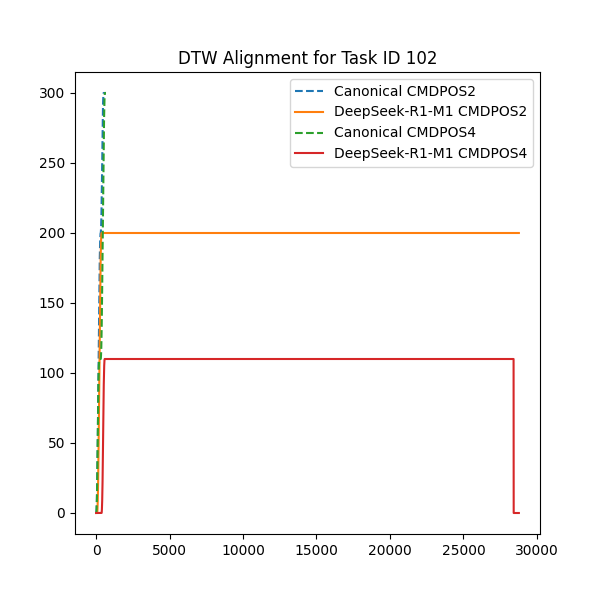 DTW Alignment for Task ID 102
Canonical CMDPOS2
DeepSeek-R1-M1 CMDPOS2
Canonical CMDPOS4
DeepSeek-R1-M1 CMDPOS4
300
250
200
150
100
50
0
0 5000 10000 15000 20000 25000 30000